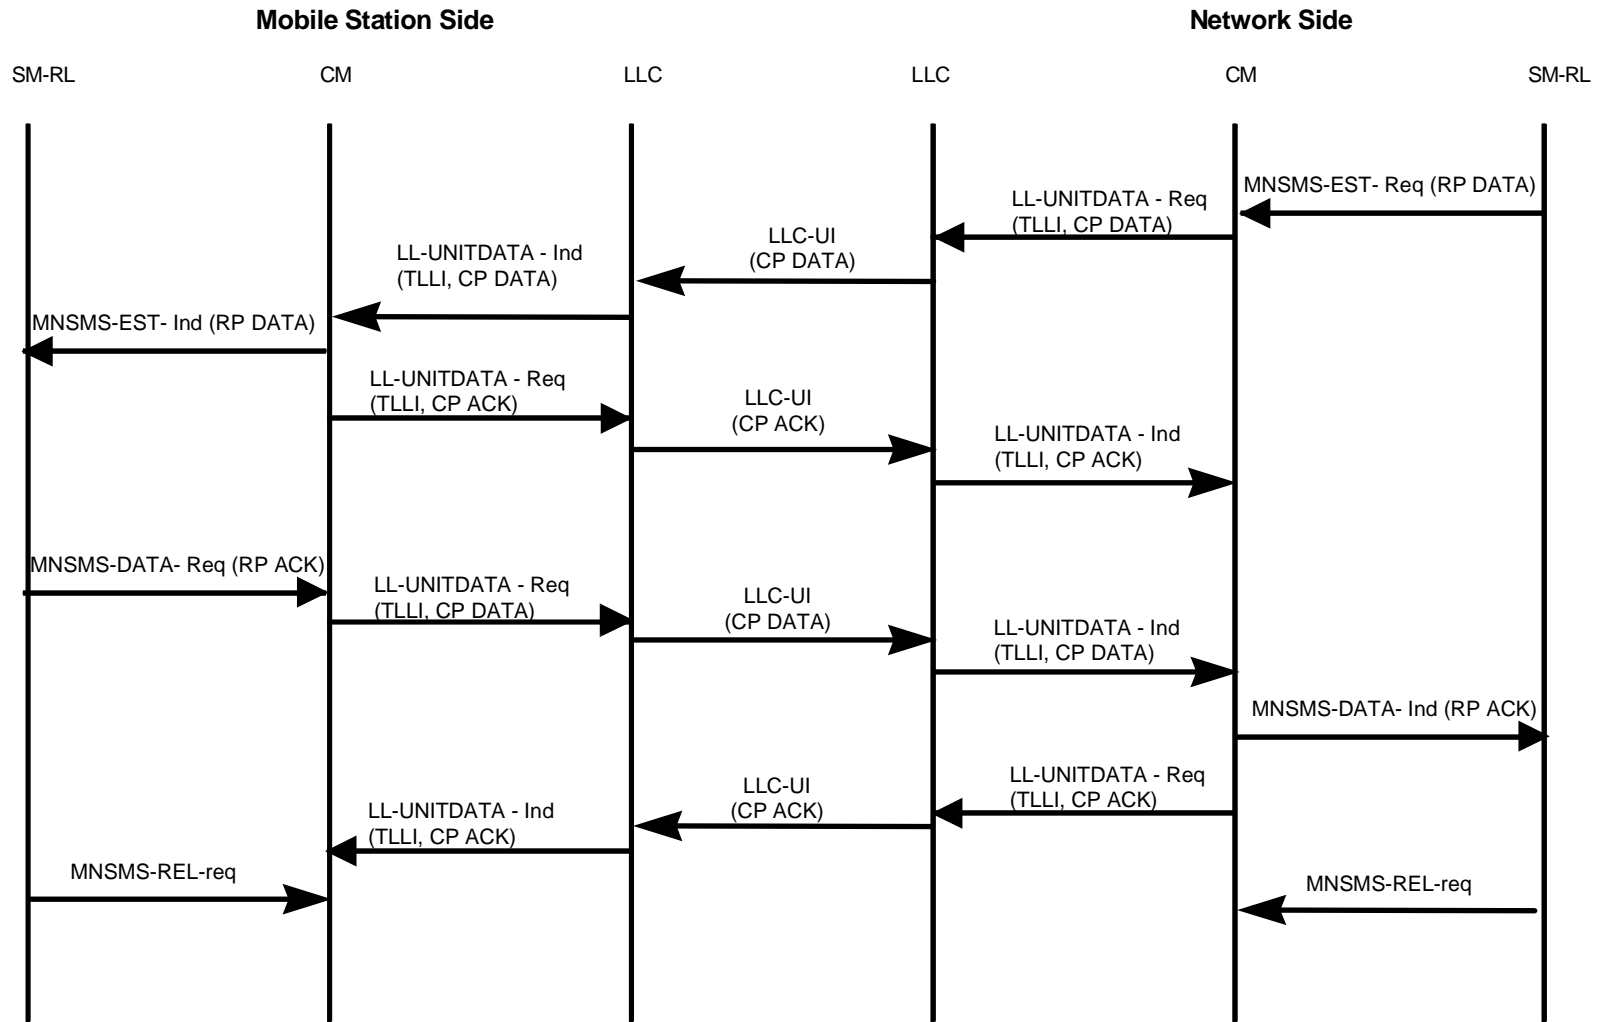 Mobile Station Side
Network Side
SM-RL
CM
LLC
LLC
CM
SM-RL
MNSMS-EST- Req (RP DATA)
LL-UNITDATA - Req
(TLLI, CP DATA)
LLC-UI
(CP DATA)
LL-UNITDATA - Ind
(TLLI, CP DATA)
MNSMS-EST- Ind (RP DATA)
LL-UNITDATA - Req
(TLLI, CP ACK)
LLC-UI
(CP ACK)
LL-UNITDATA - Ind
(TLLI, CP ACK)
MNSMS-DATA- Req (RP ACK)
LL-UNITDATA - Req
(TLLI, CP DATA)
LLC-UI
(CP DATA)
LL-UNITDATA - Ind
(TLLI, CP DATA)
MNSMS-DATA- Ind (RP ACK)
LL-UNITDATA - Req
(TLLI, CP ACK)
LLC-UI
(CP ACK)
LL-UNITDATA - Ind
(TLLI, CP ACK)
MNSMS-REL-req
MNSMS-REL-req